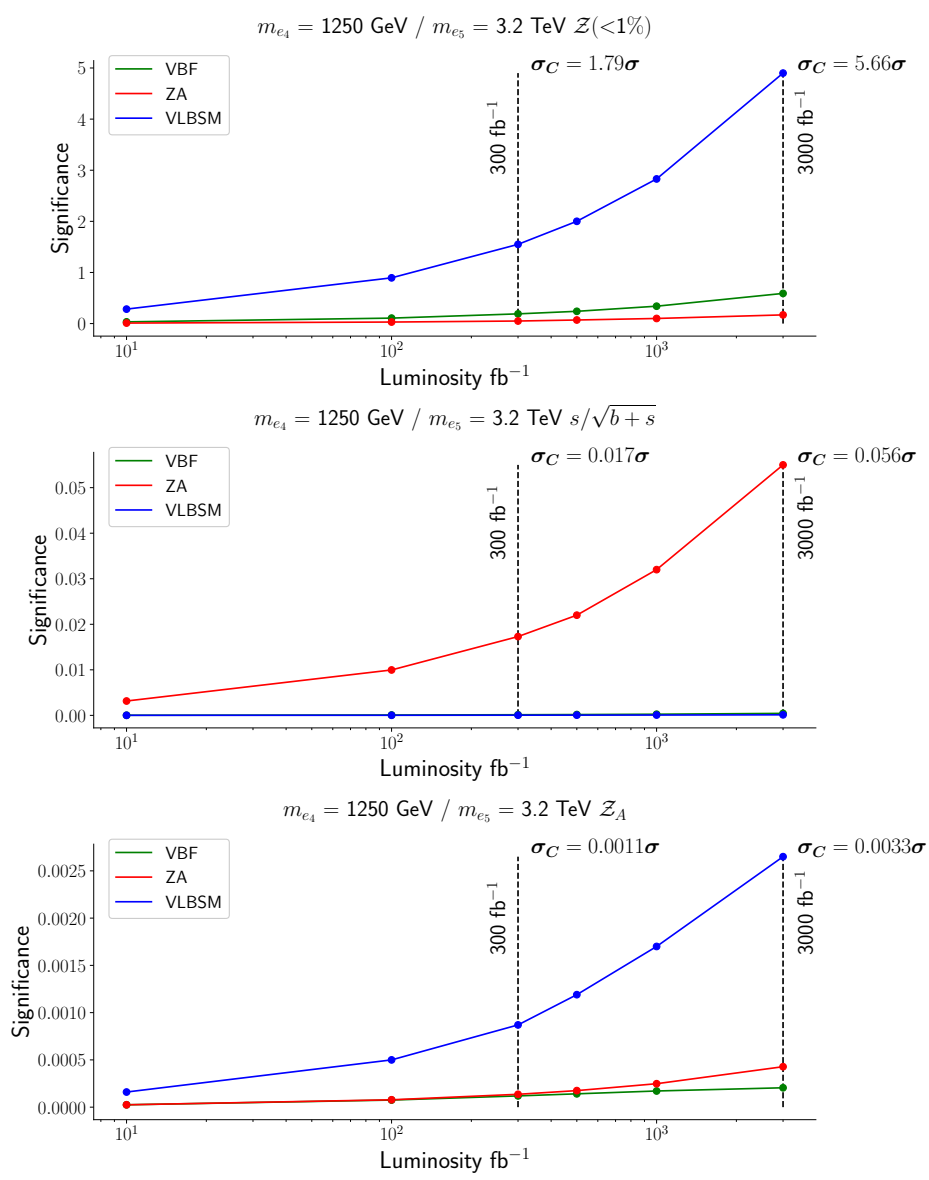 m_{e_4} = 1250 GeV / m_{e_5} = 3.2 TeV 𝒵(<1%)
σ_C = 1.79σ
σ_C = 5.66σ
VBF
ZA
VLBSM
300 fb⁻¹
3000 fb⁻¹
Significance
5
4
3
2
1
0
10¹
10²
10³
Luminosity fb⁻¹
m_{e_4} = 1250 GeV / m_{e_5} = 3.2 TeV s/√(b + s)
σ_C = 0.017σ
σ_C = 0.056σ
VBF
ZA
VLBSM
300 fb⁻¹
3000 fb⁻¹
Significance
0.05
0.04
0.03
0.02
0.01
0.00
10¹
10²
10³
Luminosity fb⁻¹
m_{e_4} = 1250 GeV / m_{e_5} = 3.2 TeV 𝒵_A
σ_C = 0.0011σ
σ_C = 0.0033σ
VBF
ZA
VLBSM
300 fb⁻¹
3000 fb⁻¹
Significance
0.0025
0.0020
0.0015
0.0010
0.0005
0.0000
10¹
10²
10³
Luminosity fb⁻¹